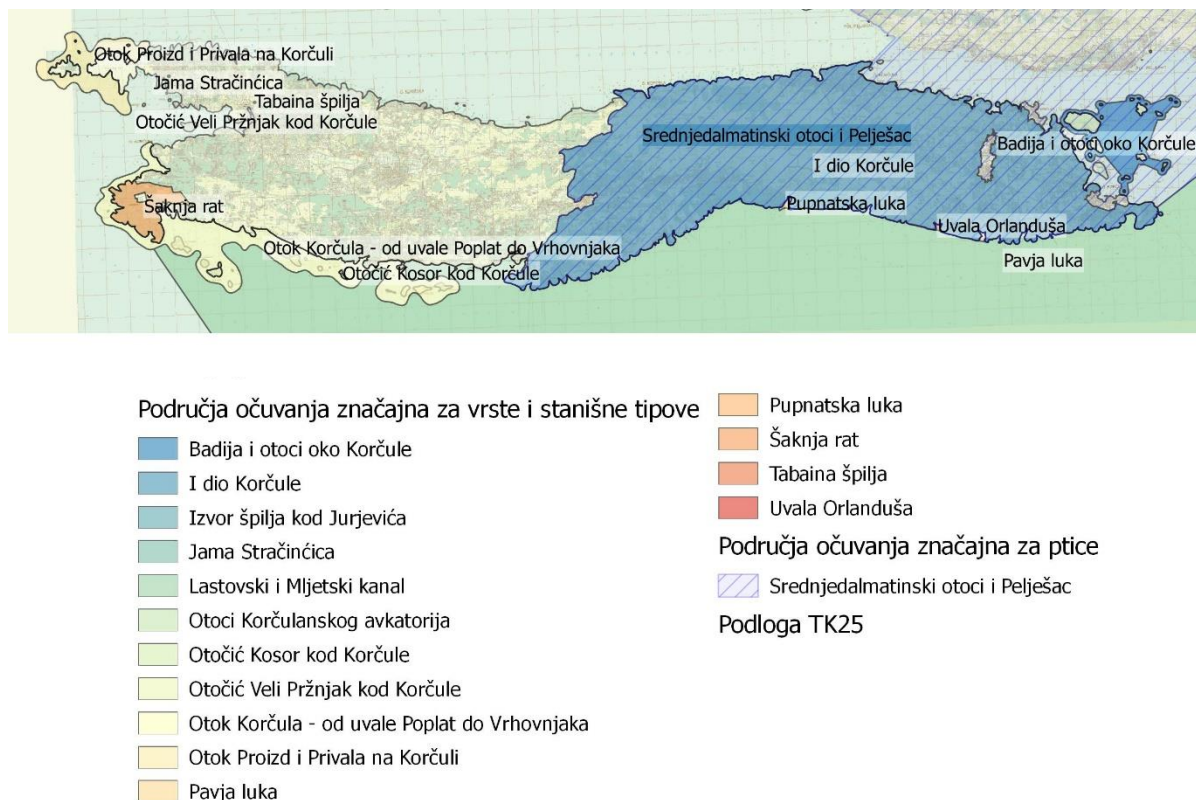 Otok Proizd i Privala na Korčuli
Jama Stračinćica
Tabaina špilja
Otočić Veli Pržnjak kod Korčule
Srednjedalmatinski otoci i Pelješac
Badija i otoci oko Korčule
I dio Korčule
Šaknja rat
Pupnatska luka
Uvala Orlanduša
Otok Korčula - od uvale Poplat do Vrhovnjaka
Pavja luka
Otočić Kosor kod Korčule
Područja očuvanja značajna za vrste i stanišne tipove
Badija i otoci oko Korčule
I dio Korčule
Izvor špilja kod Jurjevića
Jama Stračinćica
Lastovski i Mljetski kanal
Otoci Korčulanskog avkatorija
Otočić Kosor kod Korčule
Otočić Veli Pržnjak kod Korčule
Otok Korčula - od uvale Poplat do Vrhovnjaka
Otok Proizd i Privala na Korčuli
Pavja luka
Pupnatska luka
Šaknja rat
Tabaina špilja
Uvala Orlanduša
Područja očuvanja značajna za ptice
Srednjedalmatinski otoci i Pelješac
Podloga TK25